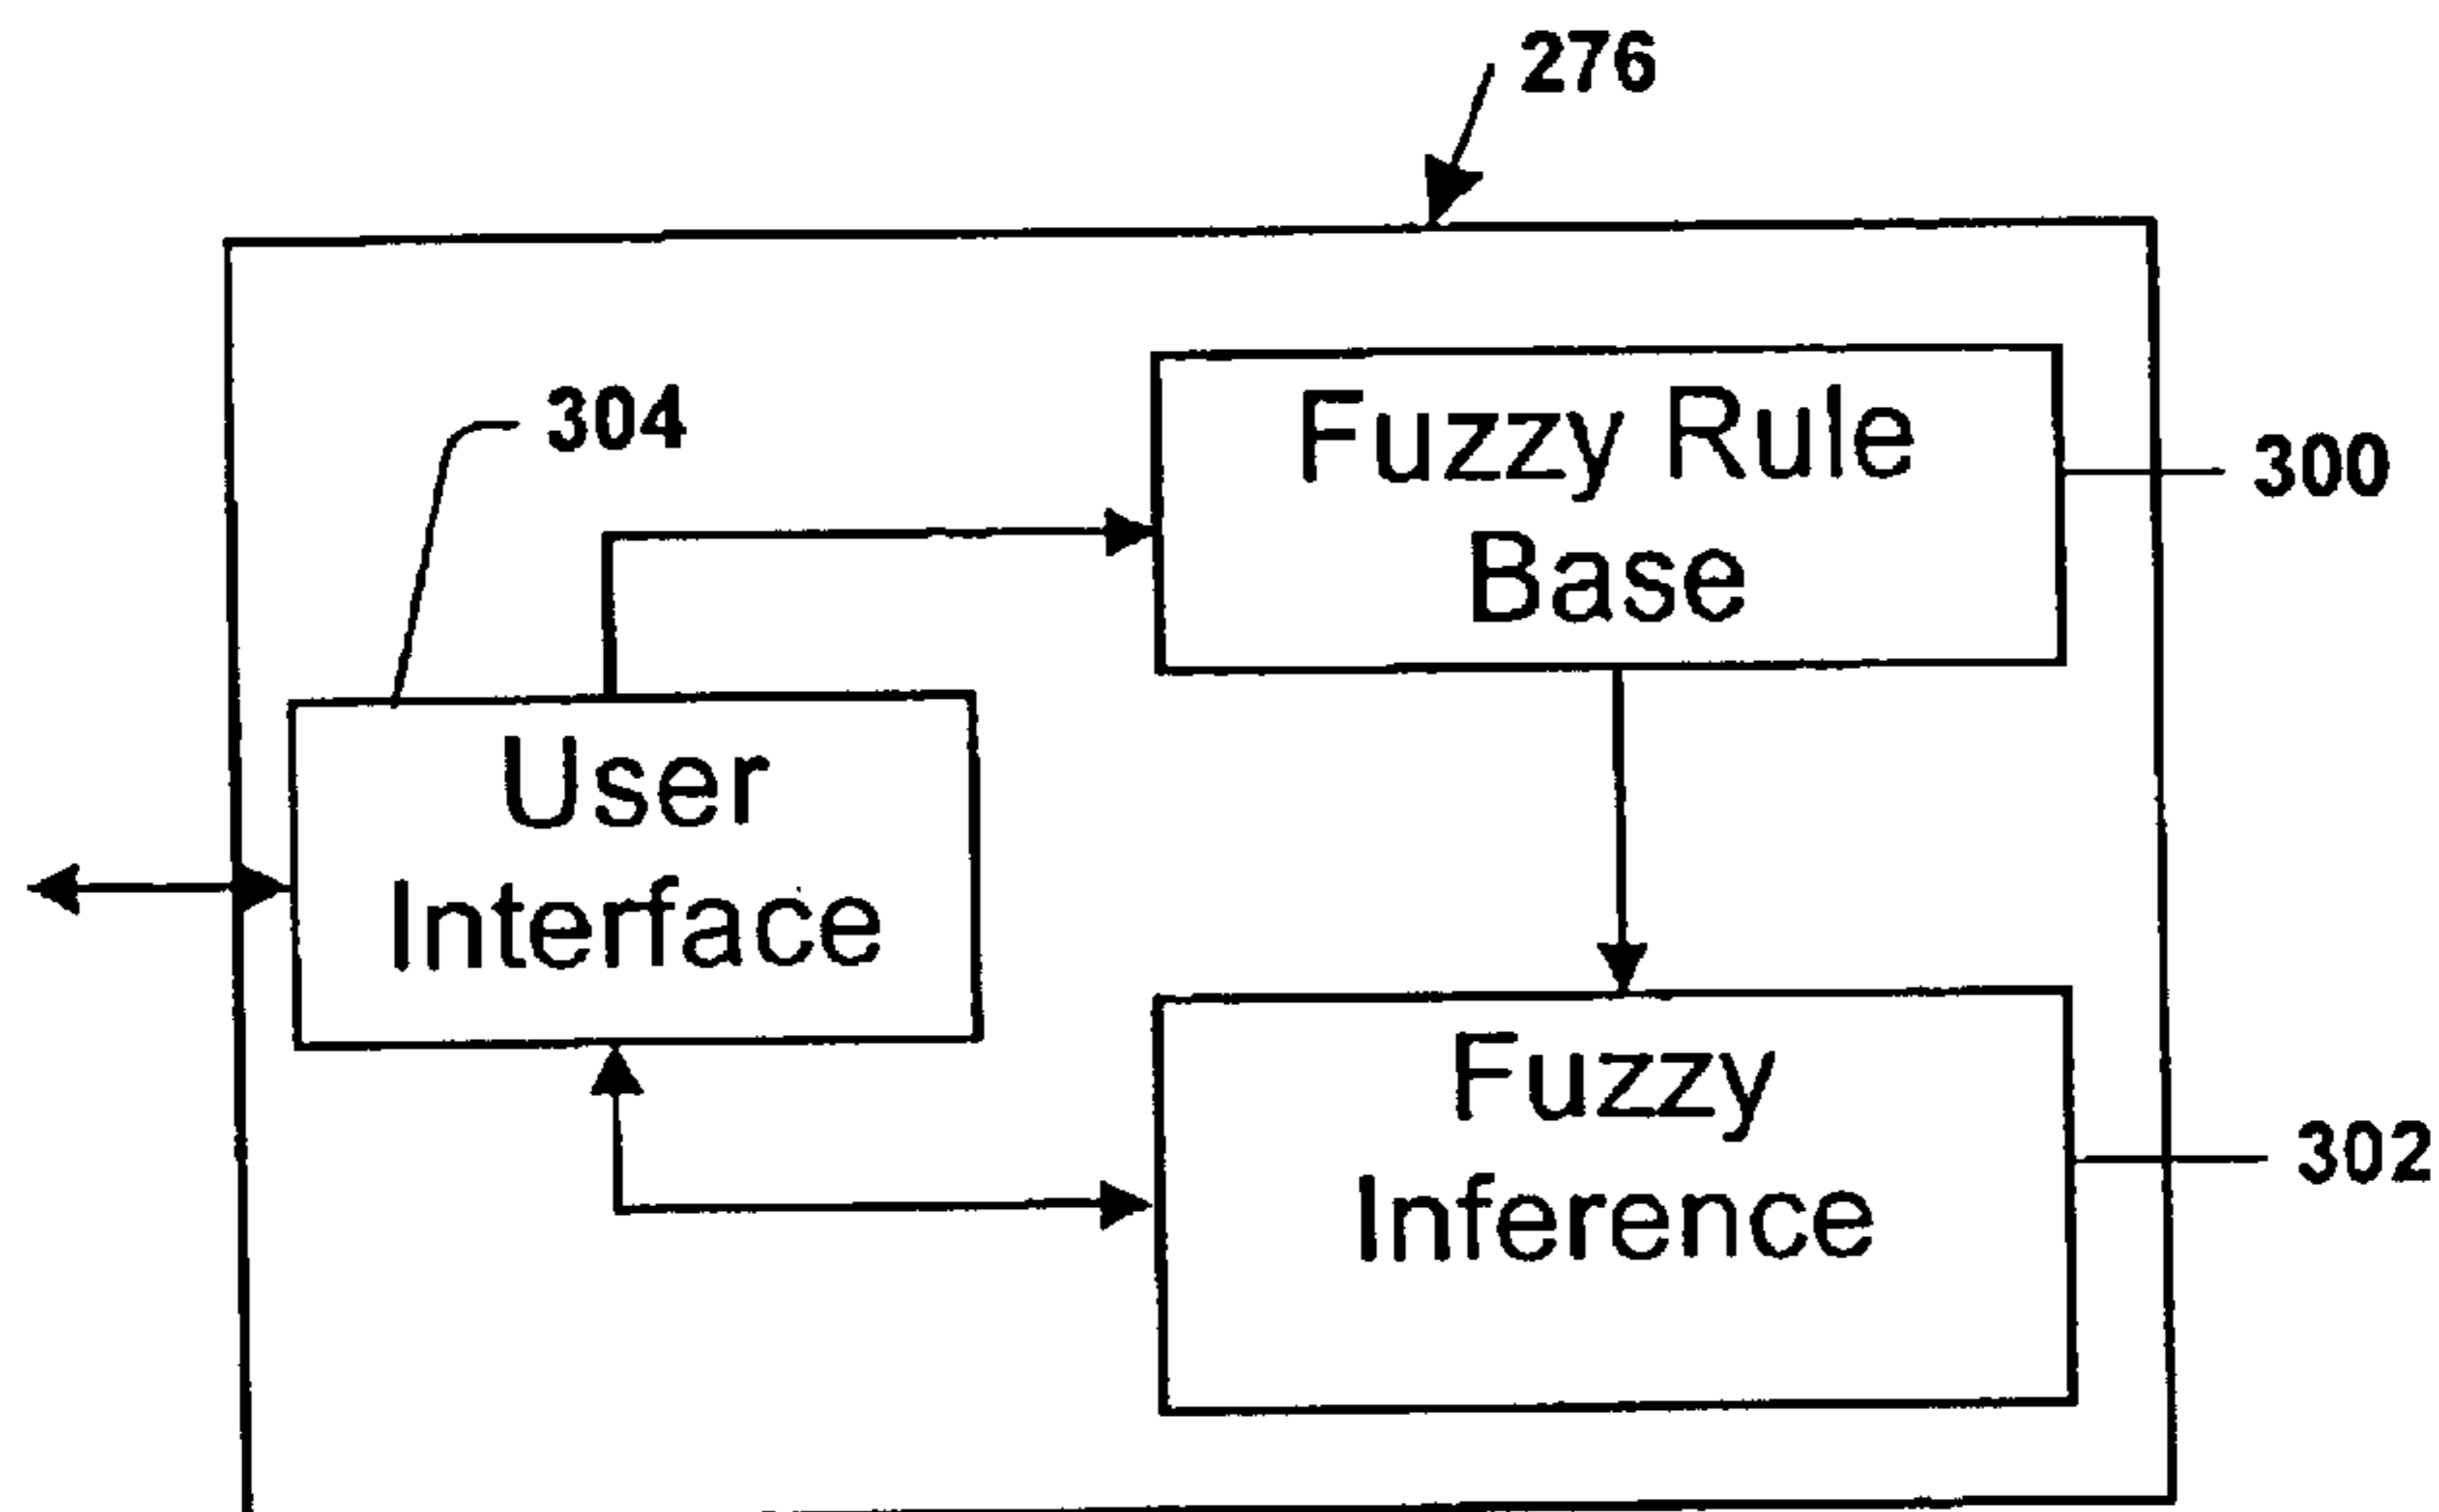 276
304
Fuzzy Rule
Base
300
User
Interface
Fuzzy
Inference
302